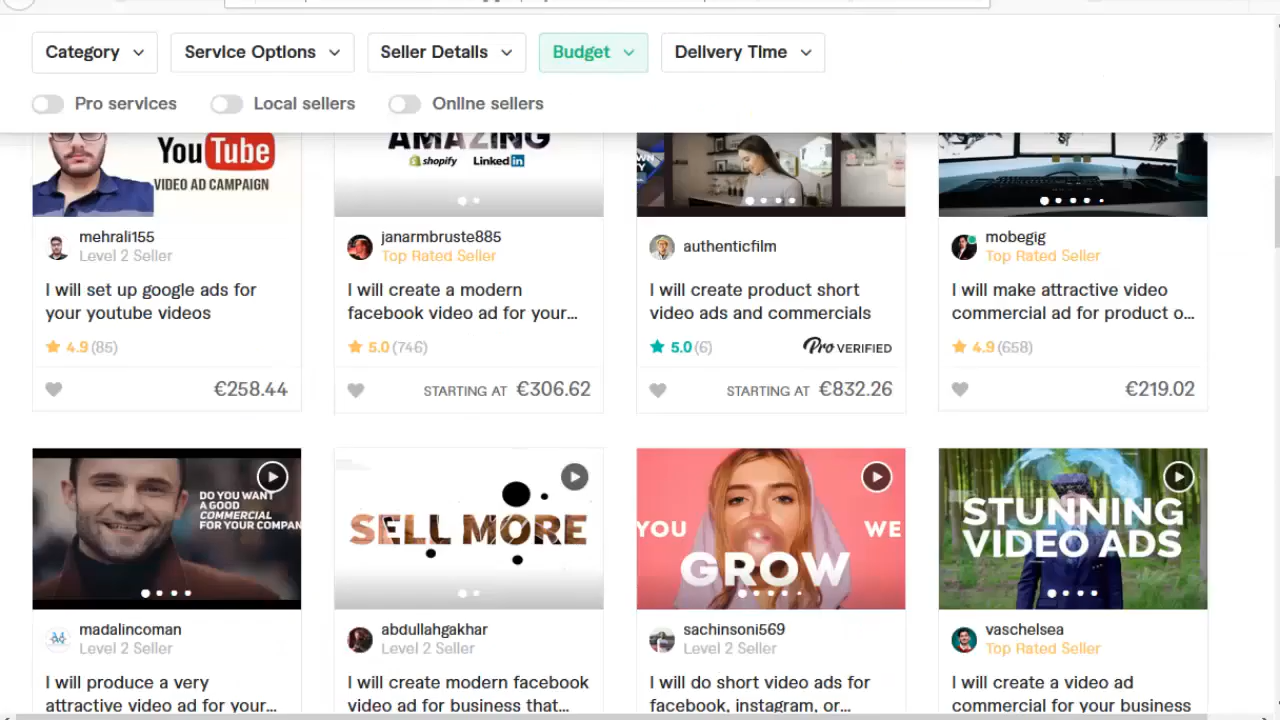 Category
Service Options
Seller Details
Budget
Delivery Time
Pro services
Local sellers
Online sellers
YouTube
VIDEO AD CAMPAIGN
AMAZING
shopify LinkedIn
mehrali155
Level 2 Seller
I will set up google ads for
your youtube videos
4.9 (85)
€258.44
janarmbruste885
Top Rated Seller
I will create a modern
facebook video ad for your...
5.0 (746)
STARTING AT €306.62
authenticfilm
I will create product short
video ads and commercials
5.0 (6)
Pro VERIFIED
STARTING AT €832.26
mobegig
Top Rated Seller
I will make attractive video
commercial ad for product o...
4.9 (658)
€219.02
DO YOU WANT
A GOOD
COMMERCIAL
FOR YOUR COMPAN
madalincoman
Level 2 Seller
I will produce a very
attractive video ad for your...
SELL MORE
abdullahgakhar
Level 2 Seller
I will create modern facebook
video ad for business that...
YOU WE
GROW
sachinsoni569
Level 2 Seller
I will do short video ads for
facebook, instagram, or...
STUNNING
VIDEO ADS
vaschelsea
Top Rated Seller
I will create a video ad
commercial for your business